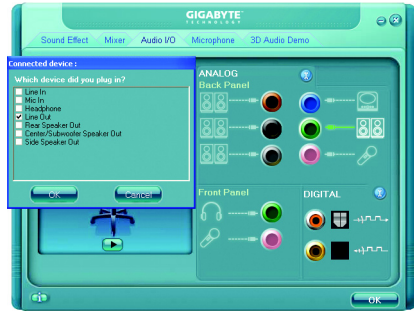 GIGABYTE
TECHNOLOGY
Sound Effect Mixer Audio I/O Microphone 3D Audio Demo
Connected device :
Which device did you plug in?
Line In
Mic In
Headphone
Line Out
Rear Speaker Out
Center/Subwoofer Speaker Out
Side Speaker Out
OK Cancel
ANALOG
Back Panel
Front Panel
DIGITAL
OK